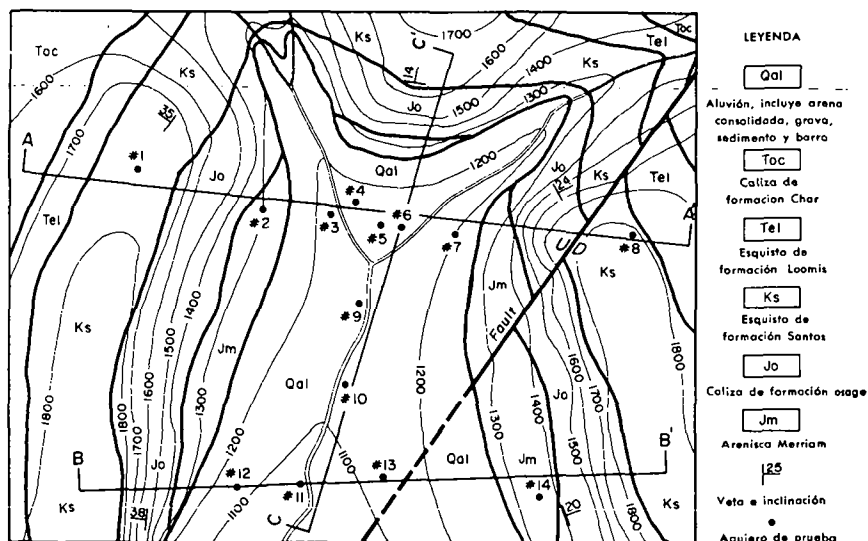 LEYENDA
Qal
Aluvión, incluye arena
consolidada, grava,
sedimento y barro
Toc
Caliza de
formacion Char
Tel
Esquisto de
formación Loomis
Ks
Esquisto de
formación Santos
Jo
Caliza de formación osage
Jm
Arenisca Merriam
25
Veta • inclinación
Agujero de prueba
Toc
Ks
1600
1700
35
A
#1
Tel
Jo
#2
#3
#4
#5
#6
#7
#8
C'
14
Ks
1700
1600
1500
1400
1300
Jo
1500
1400
1300
Tel
Toc
Qal
1200
Jo
24
Ks
Tel
A'
U D
Ks
Fault
Jm
#9
#10
Qal
1200
Ks
1800
1800
1700
1600
1500
1400
1300
Jm
1200
1100
Jo
38
B
Ks
#12
#11
C
#13
1100
Qal
1300
1400
Jm
#14
20
Jo
1500
1600
1700
1800
1800
B'
Ks